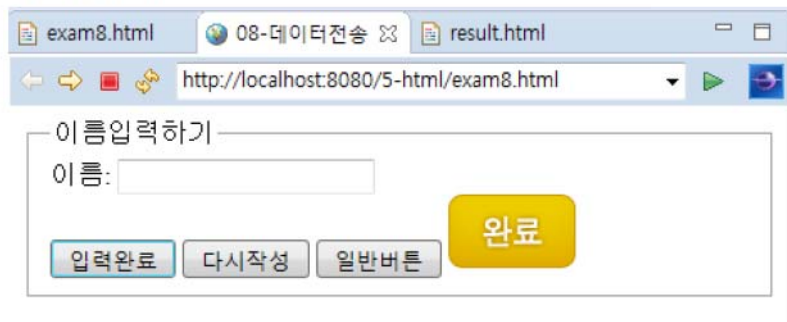 exam8.html 08-데이터전송 result.html
http://localhost:8080/5-html/exam8.html
이름입력하기
이름:
입력완료 다시작성 일반버튼 완료